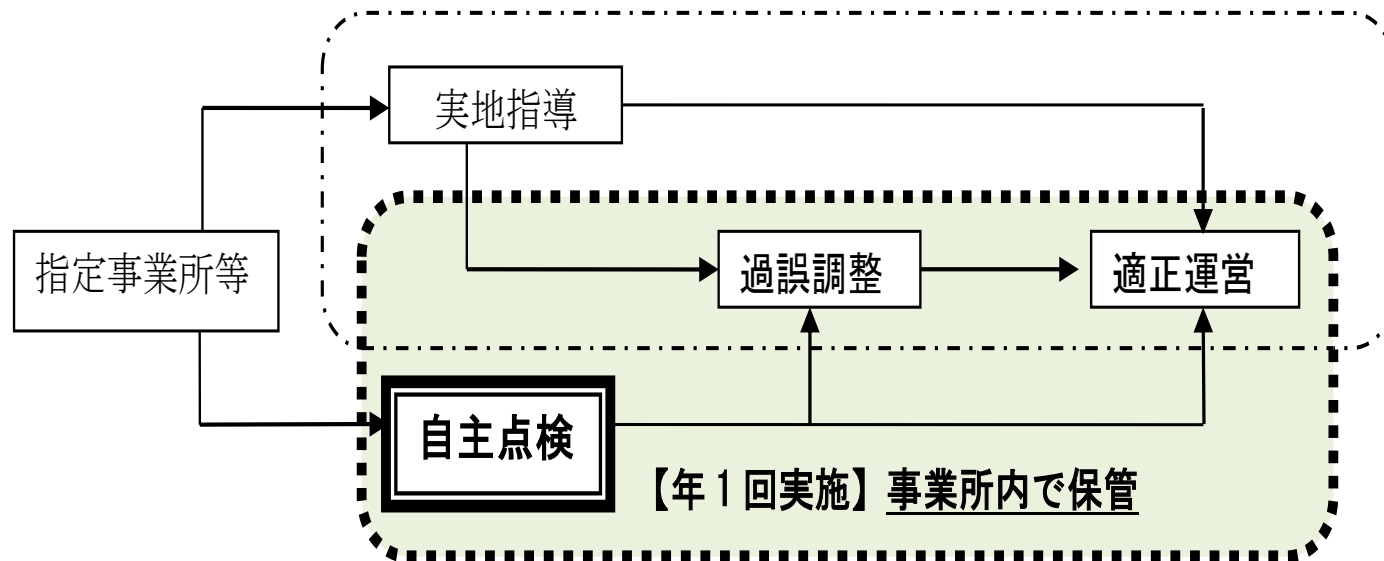 実地指導
指定事業所等
過誤調整
適正運営
自主点検
【年１回実施】事業所内で保管